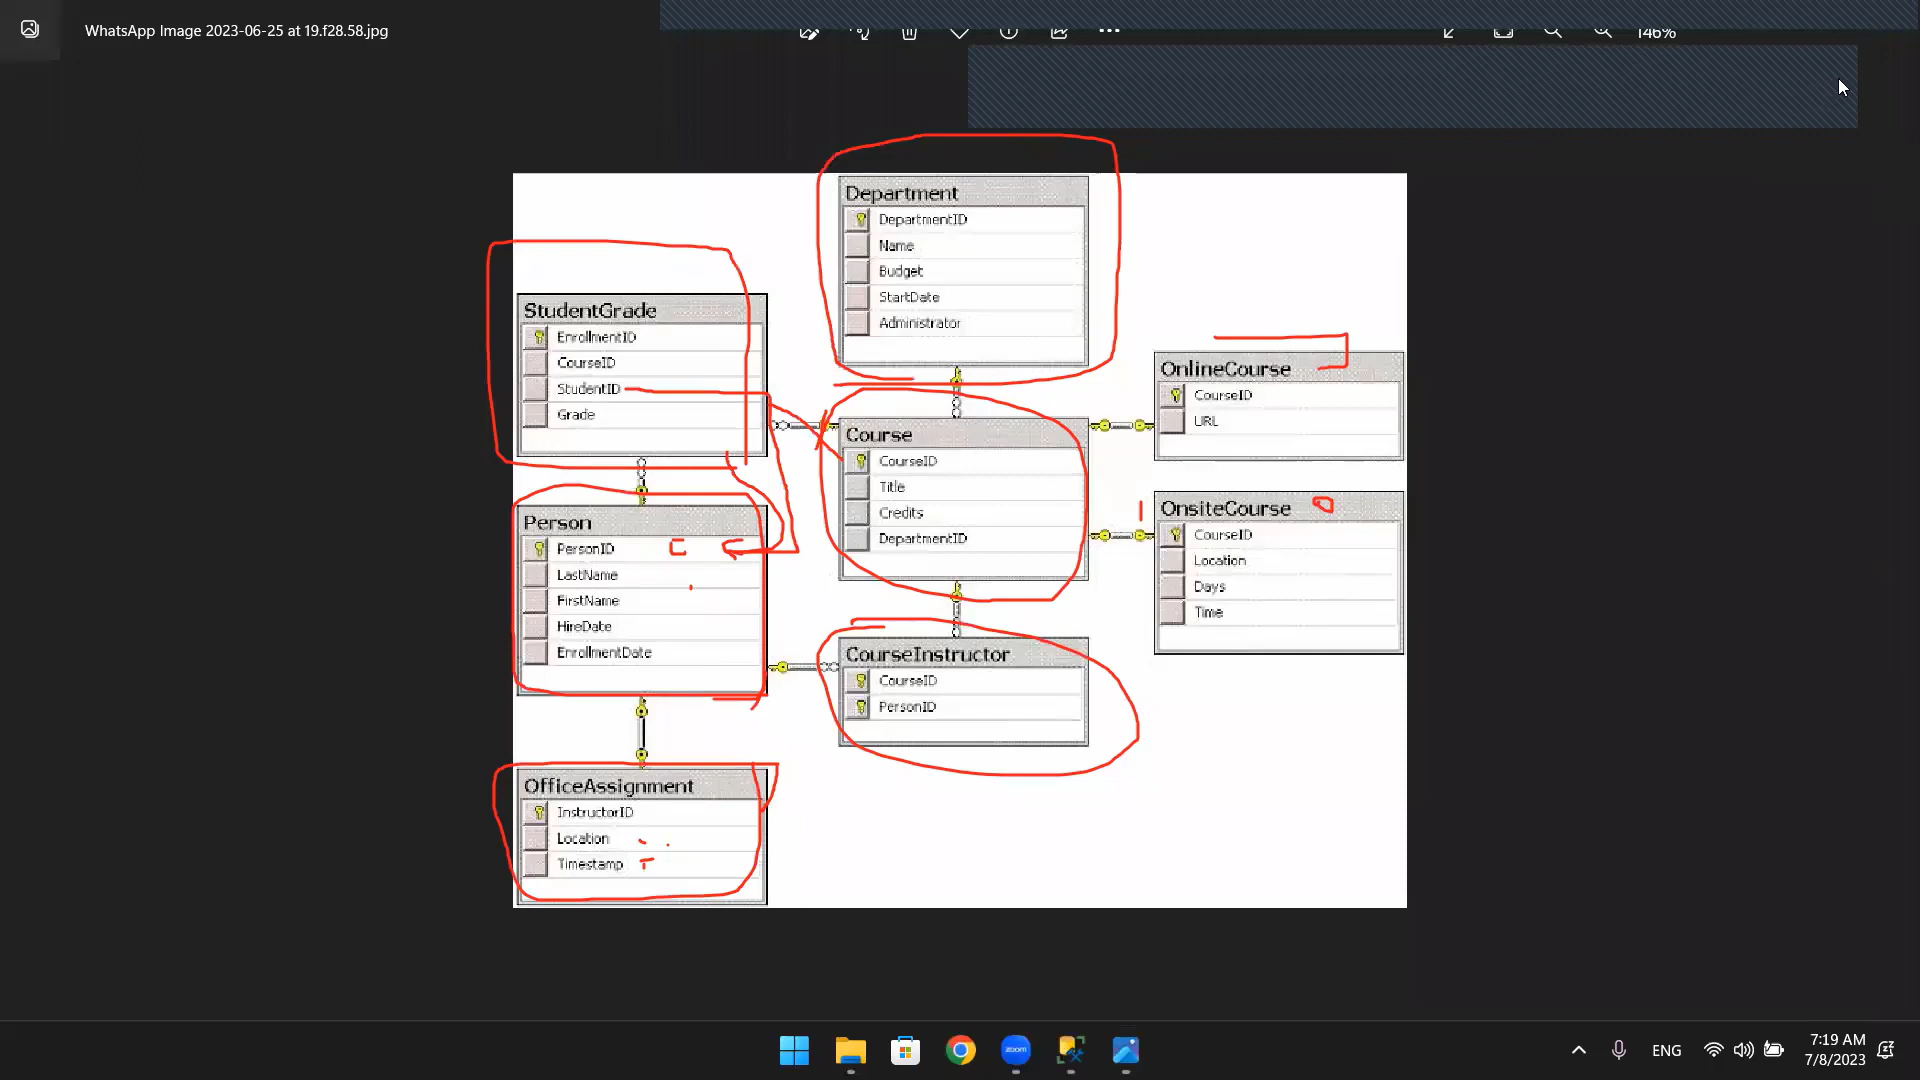 WhatsApp Image 2023-06-25 at 19.f28.58.jpg
146%
Department
DepartmentID
Name
Budget
StartDate
Administrator
StudentGrade
EnrollmentID
CourseID
StudentID
Grade
Course
CourseID
Title
Credits
DepartmentID
OnlineCourse
CourseID
URL
OnsiteCourse
CourseID
Location
Days
Time
Person
PersonID
LastName
FirstName
HireDate
EnrollmentDate
CourseInstructor
CourseID
PersonID
OfficeAssignment
InstructorID
Location
Timestamp
zoom
ENG
7:19 AM
7/8/2023